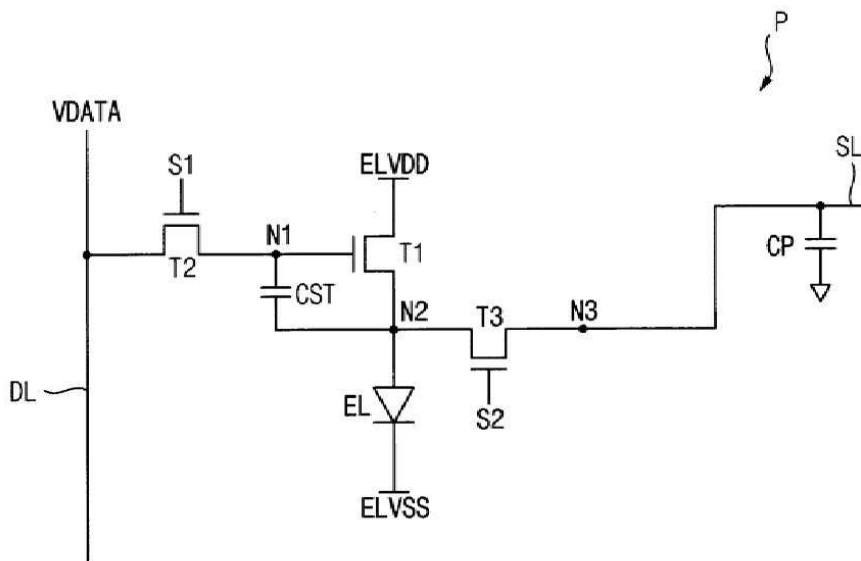 P
VDATA
SL
S1
ELVDD
N1
T1
CP
T2
CST
N2
T3
N3
DL
EL
S2
ELVSS